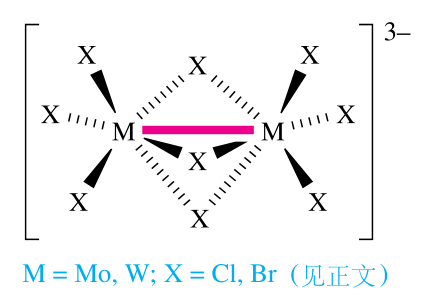 3–
X X X
X M M X
X
X X X
M = Mo, W; X = Cl, Br（见正文）